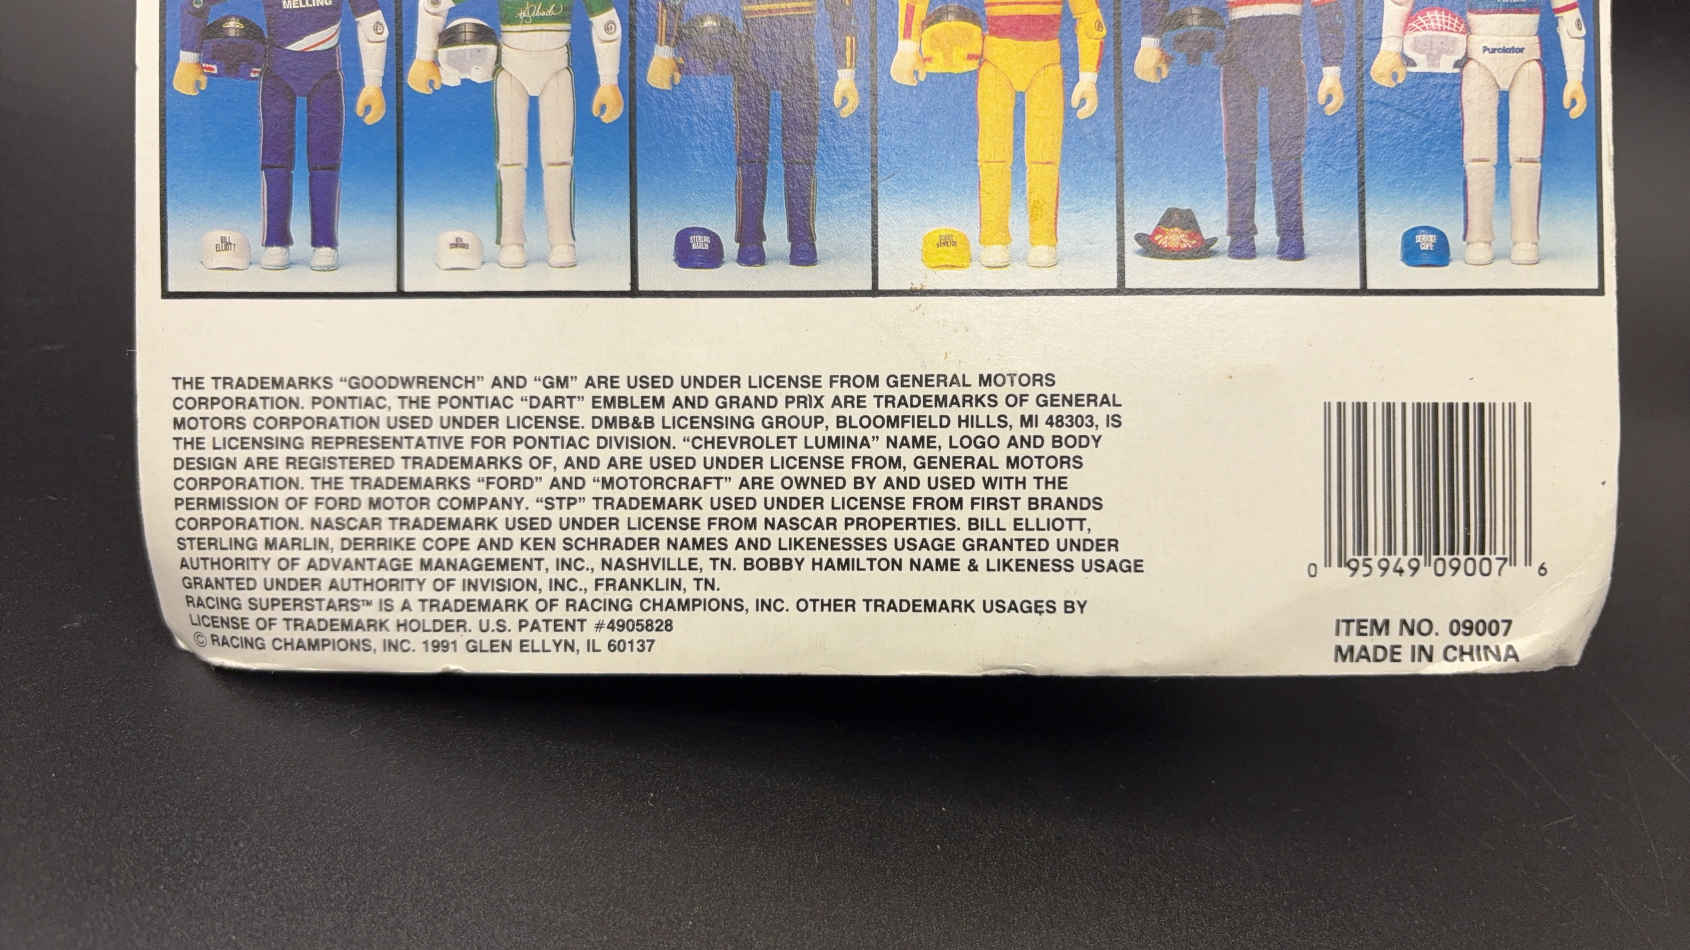 MELLING
Purolator
BILL ELLIOTT
KEN SCHRADER
STERLING MARLIN
BOBBY HAMILTON
DERRIKE COPE
THE TRADEMARKS “GOODWRENCH” AND “GM” ARE USED UNDER LICENSE FROM GENERAL MOTORS
CORPORATION. PONTIAC, THE PONTIAC “DART” EMBLEM AND GRAND PRIX ARE TRADEMARKS OF GENERAL
MOTORS CORPORATION USED UNDER LICENSE. DMB&B LICENSING GROUP, BLOOMFIELD HILLS, MI 48303, IS
THE LICENSING REPRESENTATIVE FOR PONTIAC DIVISION. “CHEVROLET LUMINA” NAME, LOGO AND BODY
DESIGN ARE REGISTERED TRADEMARKS OF, AND ARE USED UNDER LICENSE FROM, GENERAL MOTORS
CORPORATION. THE TRADEMARKS “FORD” AND “MOTORCRAFT” ARE OWNED BY AND USED WITH THE
PERMISSION OF FORD MOTOR COMPANY. “STP” TRADEMARK USED UNDER LICENSE FROM FIRST BRANDS
CORPORATION. NASCAR TRADEMARK USED UNDER LICENSE FROM NASCAR PROPERTIES. BILL ELLIOTT,
STERLING MARLIN, DERRIKE COPE AND KEN SCHRADER NAMES AND LIKENESSES USAGE GRANTED UNDER
AUTHORITY OF ADVANTAGE MANAGEMENT, INC., NASHVILLE, TN. BOBBY HAMILTON NAME & LIKENESS USAGE
GRANTED UNDER AUTHORITY OF INVISION, INC., FRANKLIN, TN.
RACING SUPERSTARS™ IS A TRADEMARK OF RACING CHAMPIONS, INC. OTHER TRADEMARK USAGES BY
LICENSE OF TRADEMARK HOLDER. U.S. PATENT #4905828
© RACING CHAMPIONS, INC. 1991 GLEN ELLYN, IL 60137
0 95949 09007 6
ITEM NO. 09007
MADE IN CHINA